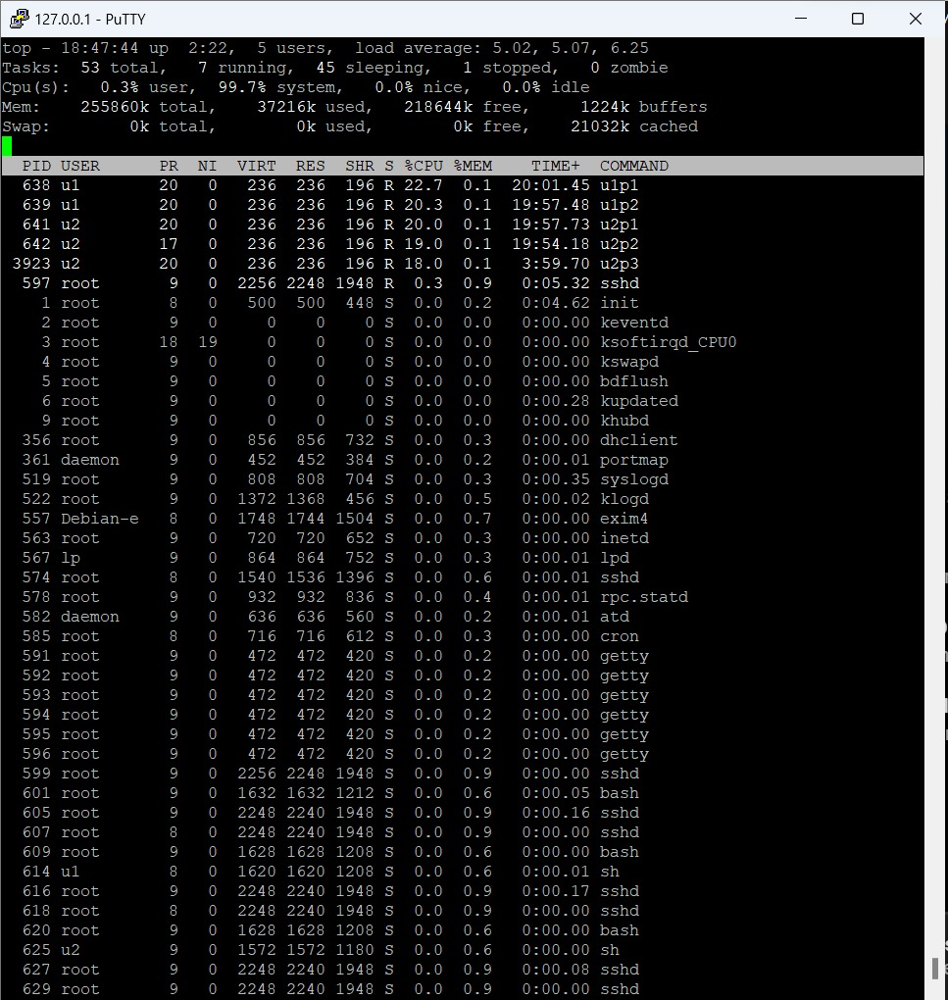 127.0.0.1 - PuTTY
top - 18:47:44 up  2:22,  5 users,  load average: 5.02, 5.07, 6.25
Tasks:  53 total,   7 running,  45 sleeping,   1 stopped,   0 zombie
Cpu(s):   0.3% user,  99.7% system,   0.0% nice,   0.0% idle
Mem:    255860k total,    37216k used,   218644k free,     1224k buffers
Swap:        0k total,        0k used,        0k free,    21032k cached
PID USER      PR  NI  VIRT  RES  SHR S %CPU %MEM    TIME+  COMMAND
638 u1        20   0   236  236  196 R 22.7  0.1  20:01.45 u1p1
639 u1        20   0   236  236  196 R 20.3  0.1  19:57.48 u1p2
641 u2        20   0   236  236  196 R 20.0  0.1  19:57.73 u2p1
642 u2        17   0   236  236  196 R 19.0  0.1  19:54.18 u2p2
3923 u2        20   0   236  236  196 R 18.0  0.1   3:59.70 u2p3
597 root       9   0  2256 2248 1948 R  0.3  0.9   0:05.32 sshd
1 root       8   0   500  500  448 S  0.0  0.2   0:04.62 init
2 root       9   0     0    0    0 S  0.0  0.0   0:00.00 keventd
3 root      18  19     0    0    0 S  0.0  0.0   0:00.00 ksoftirqd_CPU0
4 root       9   0     0    0    0 S  0.0  0.0   0:00.00 kswapd
5 root       9   0     0    0    0 S  0.0  0.0   0:00.00 bdflush
6 root       9   0     0    0    0 S  0.0  0.0   0:00.28 kupdated
9 root       9   0     0    0    0 S  0.0  0.0   0:00.00 khubd
356 root       9   0   856  856  732 S  0.0  0.3   0:00.00 dhclient
361 daemon     9   0   452  452  384 S  0.0  0.2   0:00.01 portmap
519 root       9   0   808  808  704 S  0.0  0.3   0:00.35 syslogd
522 root       9   0  1372 1368  456 S  0.0  0.5   0:00.02 klogd
557 Debian-e   8   0  1748 1744 1504 S  0.0  0.7   0:00.00 exim4
563 root       9   0   720  720  652 S  0.0  0.3   0:00.00 inetd
567 lp         9   0   864  864  752 S  0.0  0.3   0:00.01 lpd
574 root       8   0  1540 1536 1396 S  0.0  0.6   0:00.01 sshd
578 root       9   0   932  932  836 S  0.0  0.4   0:00.01 rpc.statd
582 daemon     9   0   636  636  560 S  0.0  0.2   0:00.01 atd
585 root       8   0   716  716  612 S  0.0  0.3   0:00.00 cron
591 root       9   0   472  472  420 S  0.0  0.2   0:00.00 getty
592 root       9   0   472  472  420 S  0.0  0.2   0:00.00 getty
593 root       9   0   472  472  420 S  0.0  0.2   0:00.00 getty
594 root       9   0   472  472  420 S  0.0  0.2   0:00.00 getty
595 root       9   0   472  472  420 S  0.0  0.2   0:00.00 getty
596 root       9   0   472  472  420 S  0.0  0.2   0:00.00 getty
599 root       9   0  2256 2248 1948 S  0.0  0.9   0:00.00 sshd
601 root       9   0  1632 1632 1212 S  0.0  0.6   0:00.05 bash
605 root       9   0  2248 2240 1948 S  0.0  0.9   0:00.16 sshd
607 root       8   0  2248 2240 1948 S  0.0  0.9   0:00.00 sshd
609 root       9   0  1628 1628 1208 S  0.0  0.6   0:00.00 bash
614 u1         8   0  1620 1620 1208 S  0.0  0.6   0:00.01 sh
616 root       9   0  2248 2240 1948 S  0.0  0.9   0:00.17 sshd
618 root       8   0  2248 2240 1948 S  0.0  0.9   0:00.00 sshd
620 root       9   0  1628 1628 1208 S  0.0  0.6   0:00.00 bash
625 u2         9   0  1572 1572 1180 S  0.0  0.6   0:00.00 sh
627 root       9   0  2248 2240 1948 S  0.0  0.9   0:00.08 sshd
629 root       9   0  2248 2240 1948 S  0.0  0.9   0:00.00 sshd